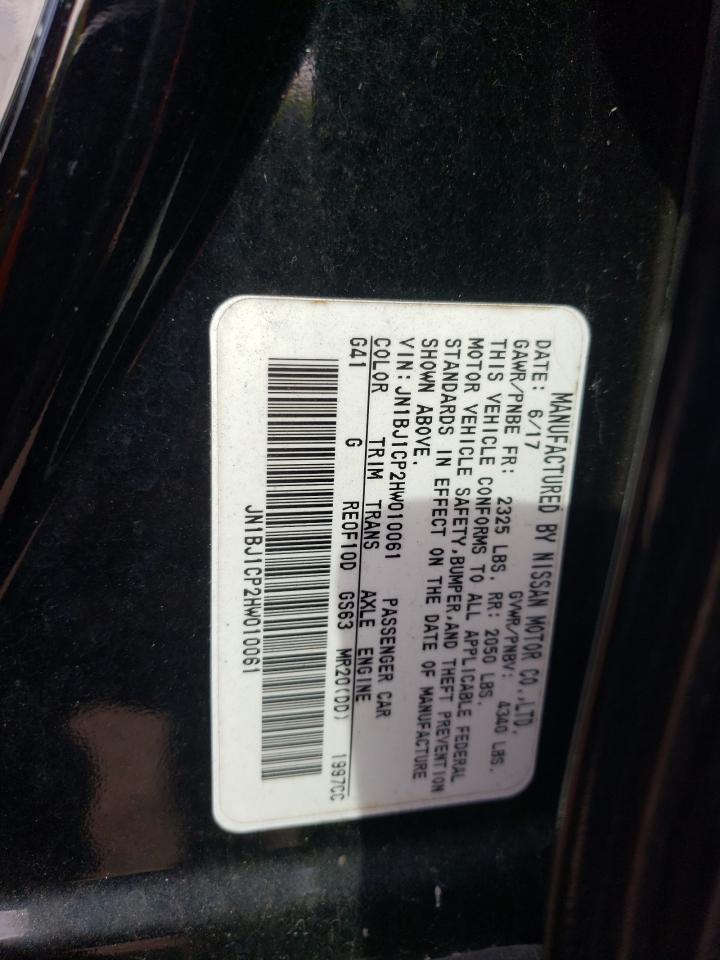 MANUFACTURED BY NISSAN MOTOR CO.,LTD.
DATE: 6/17 GVWR/PNBV: 4340 LBS.
GAWR/PNBE FR: 2325 LBS. RR: 2050 LBS.
THIS VEHICLE CONFORMS TO ALL APPLICABLE FEDERAL
MOTOR VEHICLE SAFETY,BUMPER,AND THEFT PREVENTION
STANDARDS IN EFFECT ON THE DATE OF MANUFACTURE
SHOWN ABOVE.
VIN:JN1BJ1CP2HW010061 PASSENGER CAR
COLOR TRIM TRANS AXLE ENGINE
G41 G RE0F10D GS63 MR20(DD) 1997CC
JN1BJ1CP2HW010061